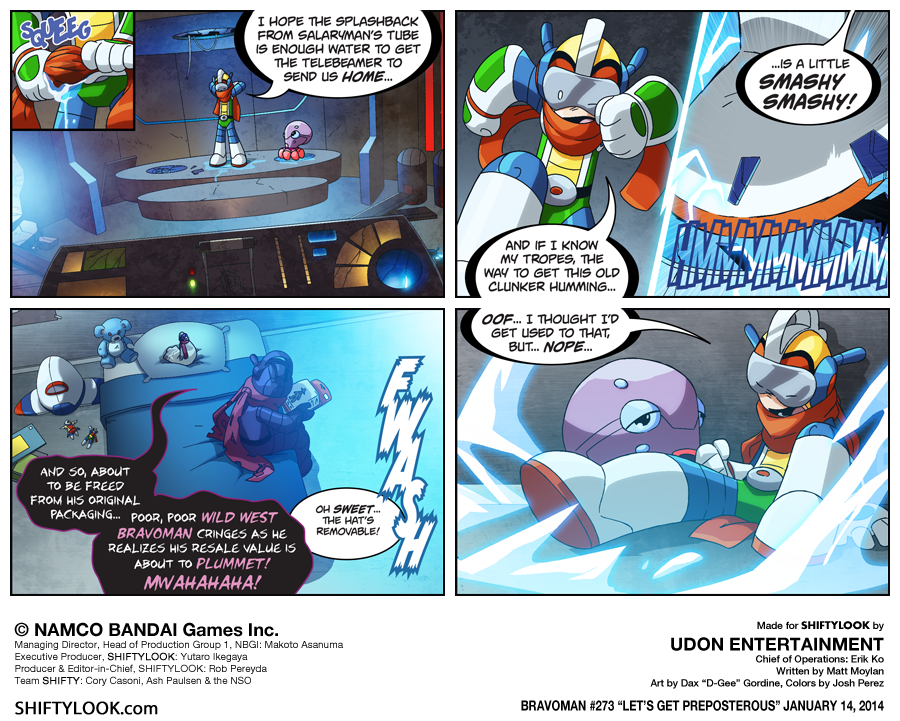 SQUEEG
I HOPE THE SPLASHBACK
FROM SALARYMAN'S TUBE
IS ENOUGH WATER TO GET
THE TELEBEAMER TO
SEND US HOME...
AND IF I KNOW
MY TROPES, THE
WAY TO GET THIS OLD
CLUNKER HUMMING...
...IS A LITTLE
SMASHY
SMASHY!
AND SO, ABOUT
TO BE FREED
FROM HIS ORIGINAL
PACKAGING...
POOR, POOR WILD WEST
BRAVOMAN CRINGES AS HE
REALIZES HIS RESALE VALUE IS
ABOUT TO PLUMMET!
MWAHAHAHA!
OH SWEET...
THE HAT'S
REMOVABLE!
FWASH
OOF... I THOUGHT I'D
GET USED TO THAT,
BUT... NOPE...
© NAMCO BANDAI Games Inc.
Managing Director, Head of Production Group 1, NBGI: Makoto Asanuma
Executive Producer, SHIFTYLOOK: Yutaro Ikegaya
Producer & Editor-in-Chief, SHIFTYLOOK: Rob Pereyda
Team SHIFTY: Cory Casoni, Ash Paulsen & the NSO
SHIFTYLOOK.com
Made for SHIFTYLOOK by
UDON ENTERTAINMENT
Chief of Operations: Erik Ko
Written by Matt Moylan
Art by Dax "D-Gee" Gordine, Colors by Josh Perez
BRAVOMAN #273 "LET'S GET PREPOSTEROUS" JANUARY 14, 2014